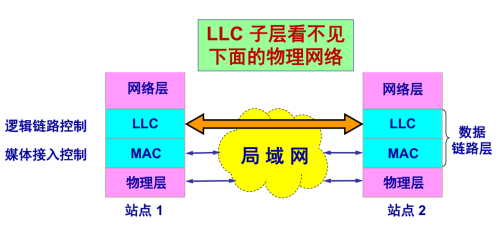 LLC 子层看不见
下面的物理网络
网络层
网络层
逻辑链路控制
LLC
LLC
数据
链路层
媒体接入控制
MAC
局域网
MAC
物理层
物理层
站点 1
站点 2